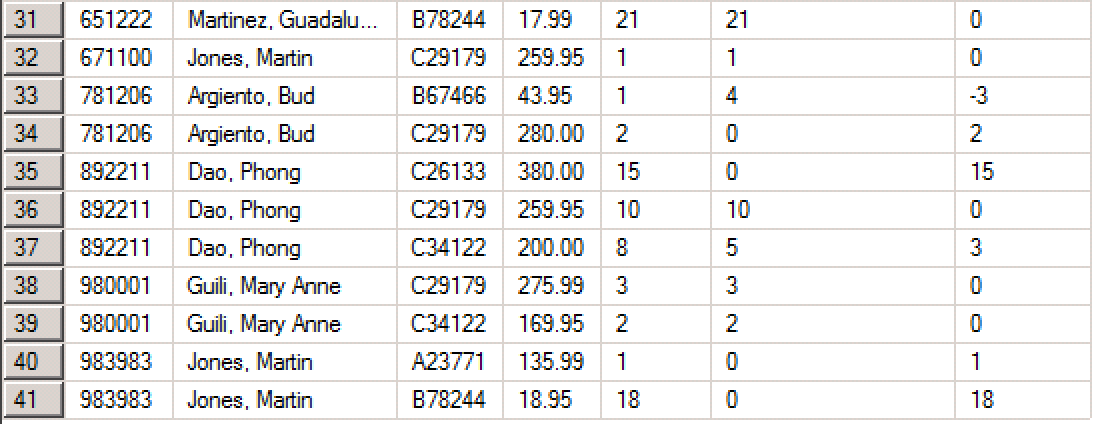 31 651222 Martinez, Guadalu... B78244 17.99 21 21 0
32 671100 Jones, Martin C29179 259.95 1 1 0
33 781206 Argiento, Bud B67466 43.95 1 4 -3
34 781206 Argiento, Bud C29179 280.00 2 0 2
35 892211 Dao, Phong C26133 380.00 15 0 15
36 892211 Dao, Phong C29179 259.95 10 10 0
37 892211 Dao, Phong C34122 200.00 8 5 3
38 980001 Guili, Mary Anne C29179 275.99 3 3 0
39 980001 Guili, Mary Anne C34122 169.95 2 2 0
40 983983 Jones, Martin A23771 135.99 1 0 1
41 983983 Jones, Martin B78244 18.95 18 0 18